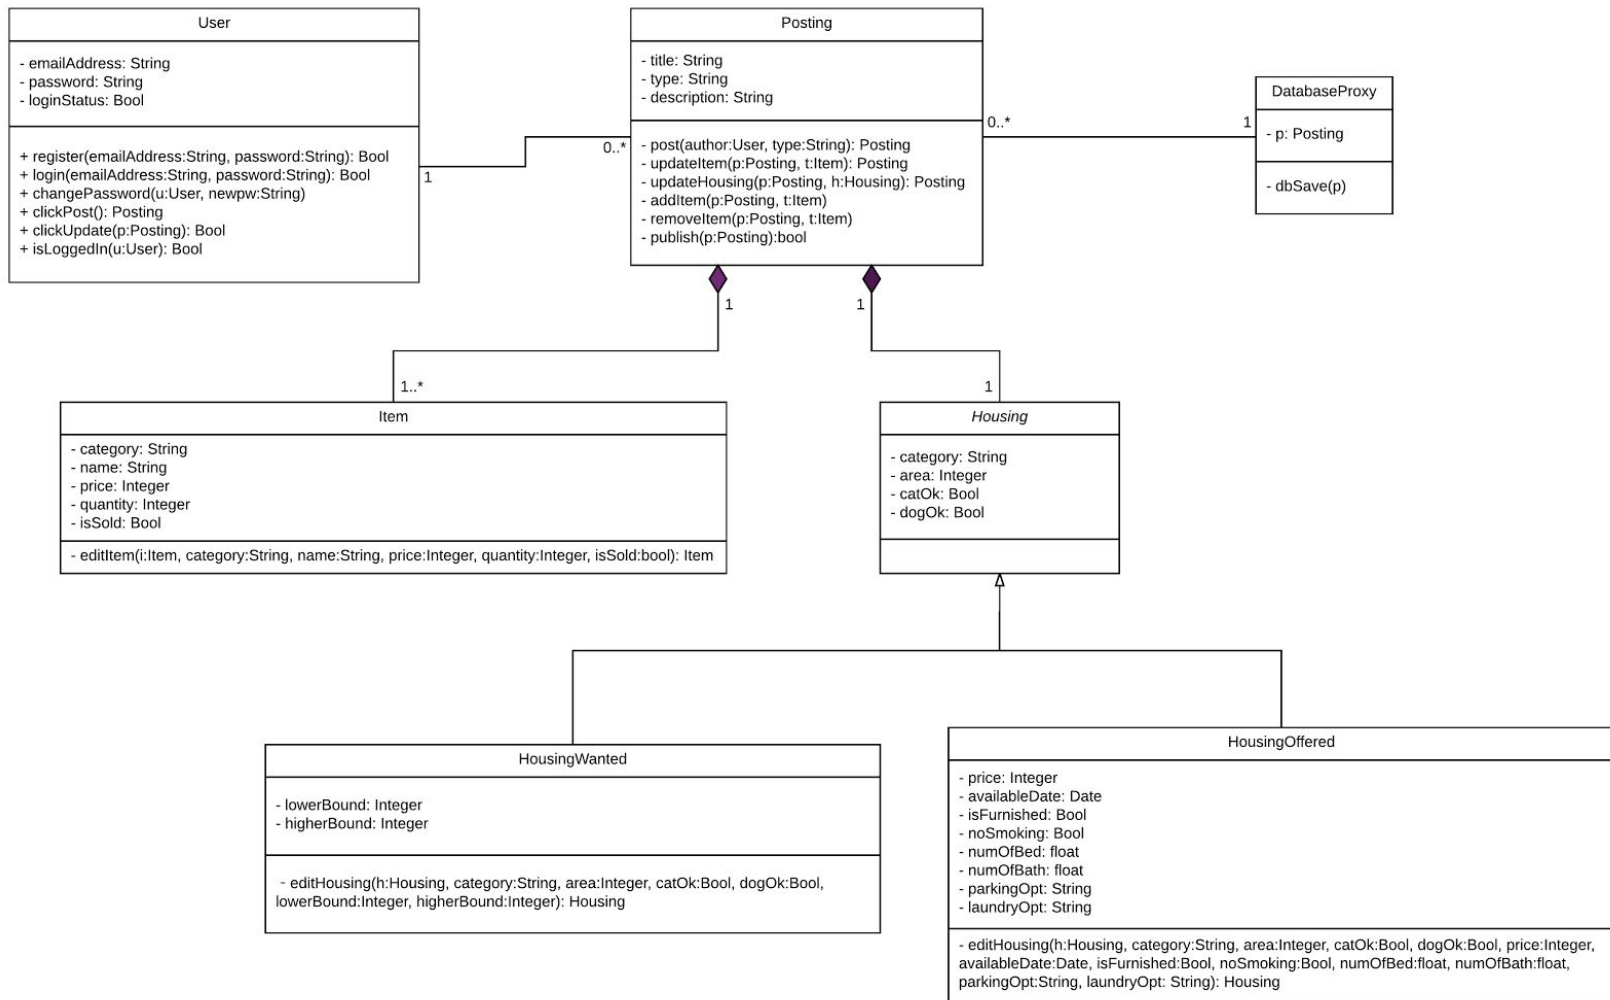 User
- emailAddress: String
- password: String
- loginStatus: Bool
+ register(emailAddress:String, password:String): Bool
+ login(emailAddress:String, password:String): Bool
+ changePassword(u:User, newpw:String)
+ clickPost(): Posting
+ clickUpdate(p:Posting): Bool
+ isLoggedIn(u:User): Bool
1
0..*
Posting
- title: String
- type: String
- description: String
- post(author:User, type:String): Posting
- updateItem(p:Posting, t:Item): Posting
- updateHousing(p:Posting, h:Housing): Posting
- addItem(p:Posting, t:Item)
- removeItem(p:Posting, t:Item)
- publish(p:Posting):bool
0..*
1
DatabaseProxy
- p: Posting
- dbSave(p)
1
1
1..*
1
Item
- category: String
- name: String
- price: Integer
- quantity: Integer
- isSold: Bool
- editItem(i:Item, category:String, name:String, price:Integer, quantity:Integer, isSold:bool): Item
Housing
- category: String
- area: Integer
- catOk: Bool
- dogOk: Bool
HousingWanted
- lowerBound: Integer
- higherBound: Integer
- editHousing(h:Housing, category:String, area:Integer, catOk:Bool, dogOk:Bool,
lowerBound:Integer, higherBound:Integer): Housing
HousingOffered
- price: Integer
- availableDate: Date
- isFurnished: Bool
- noSmoking: Bool
- numOfBed: float
- numOfBath: float
- parkingOpt: String
- laundryOpt: String
- editHousing(h:Housing, category:String, area:Integer, catOk:Bool, dogOk:Bool, price:Integer,
availableDate:Date, isFurnished:Bool, noSmoking:Bool, numOfBed:float, numOfBath:float,
parkingOpt:String, laundryOpt: String): Housing